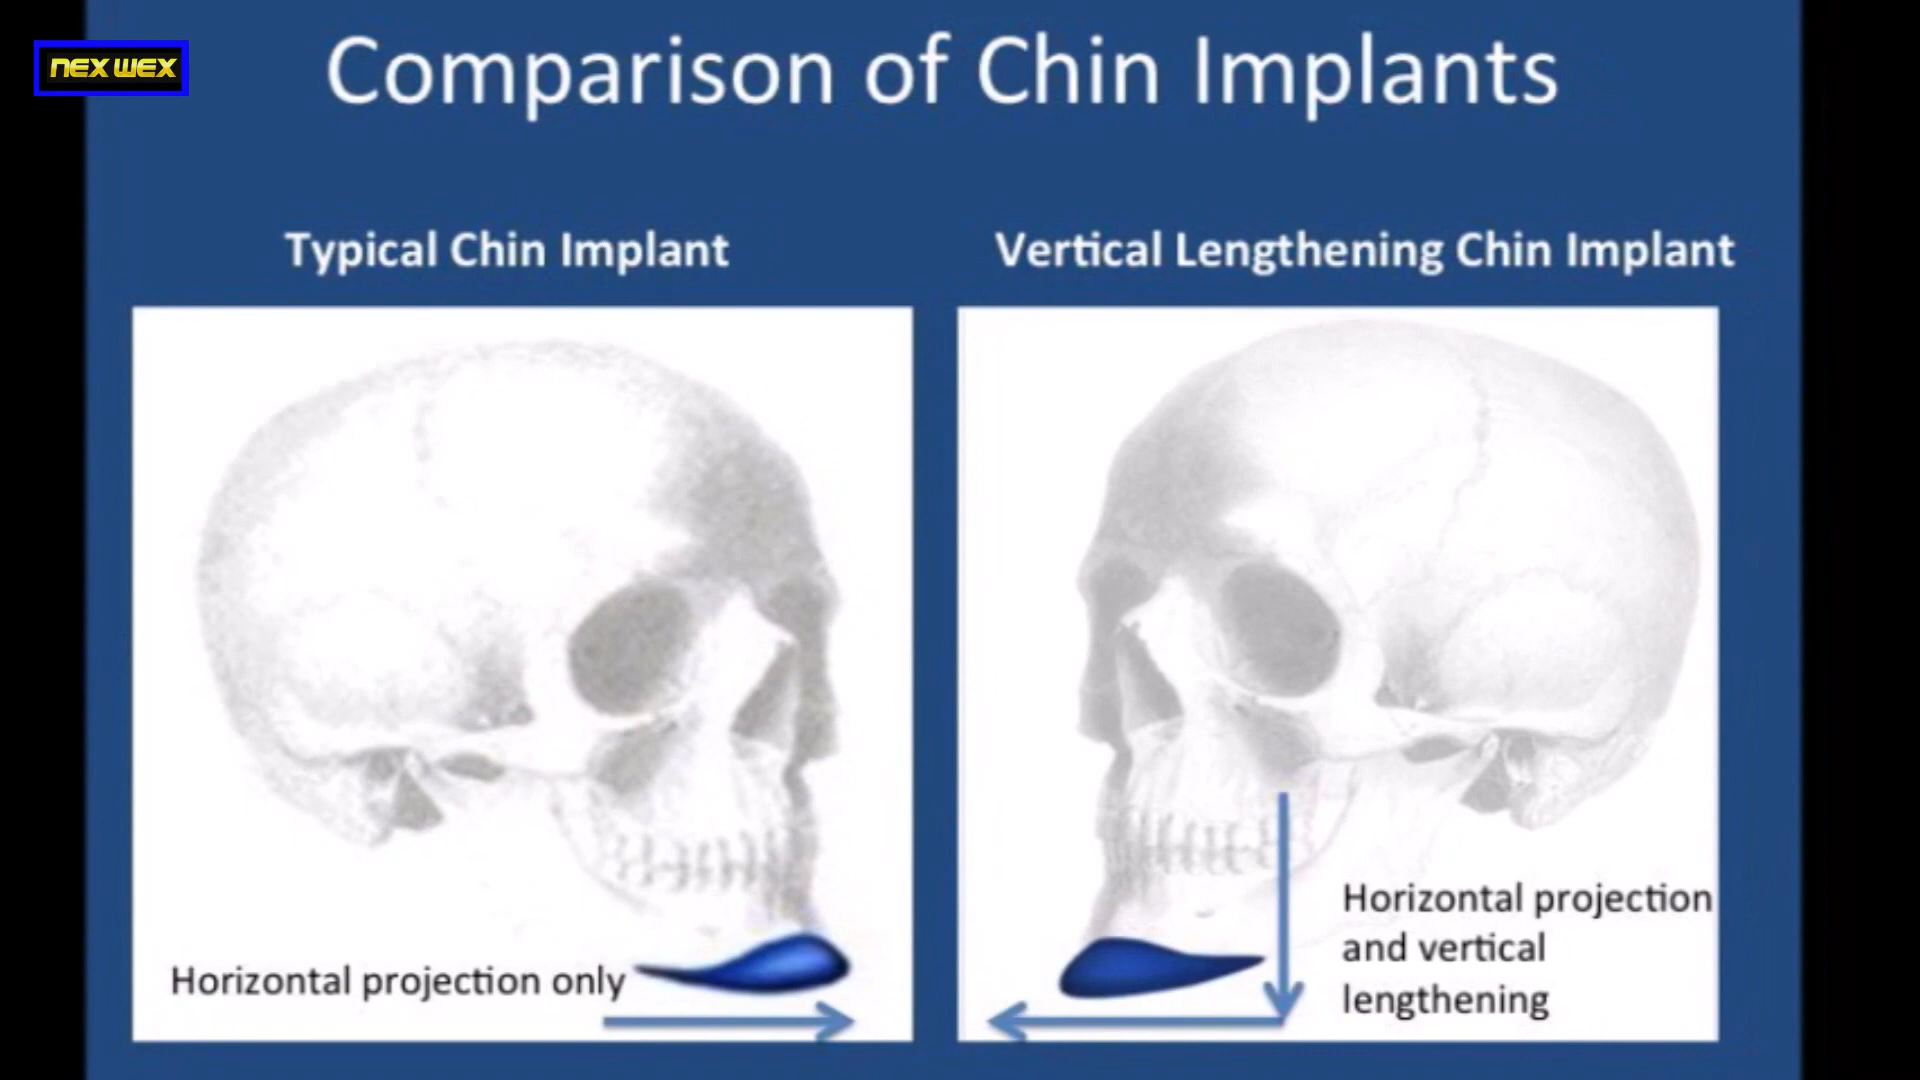 NEX WEX
Comparison of Chin Implants
Typical Chin Implant
Vertical Lengthening Chin Implant
Horizontal projection only
Horizontal projection
and vertical
lengthening